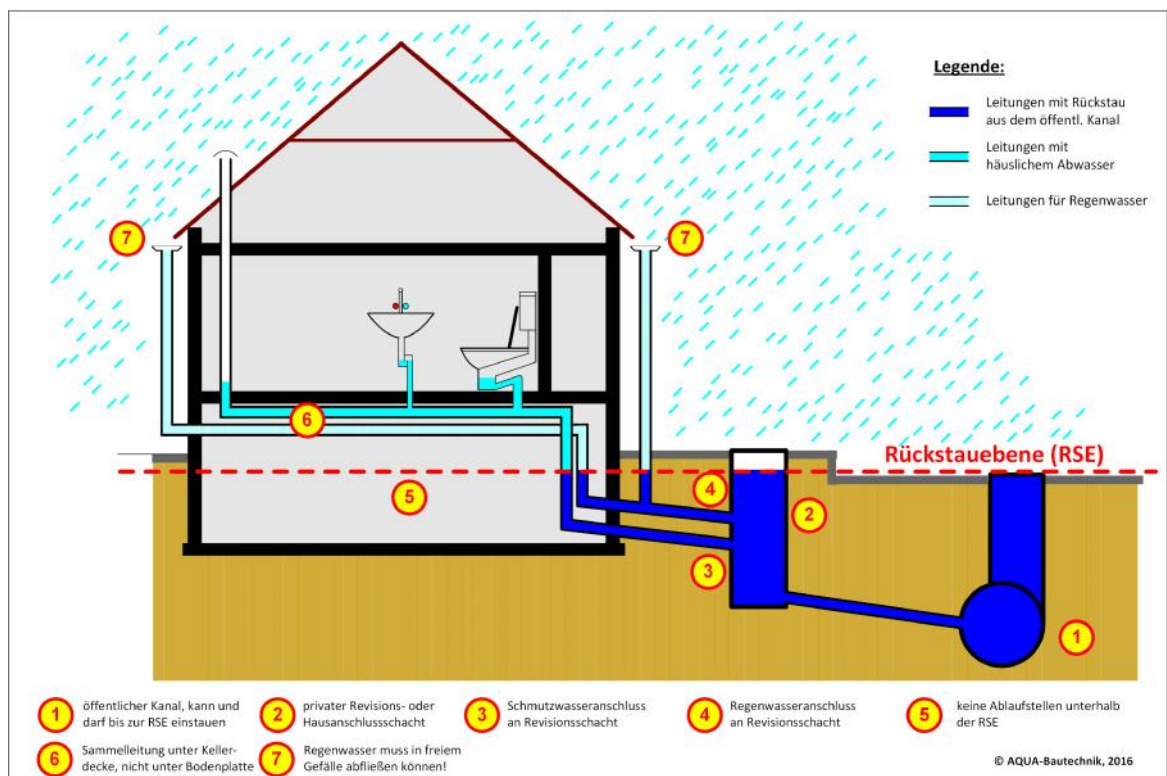 Legende:
Leitungen mit Rückstau
aus dem öffentl. Kanal
Leitungen mit
häuslichem Abwasser
Leitungen für Regenwasser
7
7
6
Rückstauebene (RSE)
5
4
2
3
1
1 öffentlicher Kanal, kann und
darf bis zur RSE einstauen
2 privater Revisions- oder
Hausanschlussschacht
3 Schmutzwasseranschluss
an Revisionsschacht
4 Regenwasseranschluss
an Revisionsschacht
5 keine Ablaufstellen unterhalb
der RSE
6 Sammelleitung unter Keller-
decke, nicht unter Bodenplatte
7 Regenwasser muss in freiem
Gefälle abfließen können!
© AQUA-Bautechnik, 2016